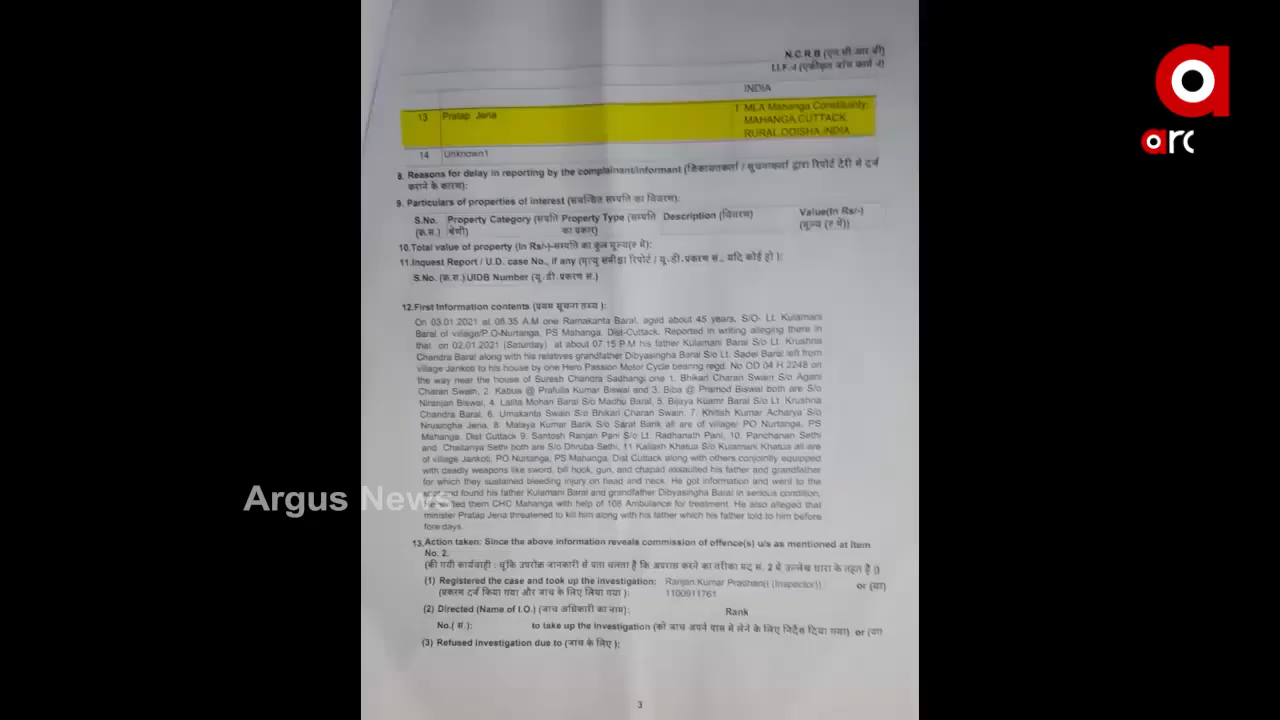 N.C.R.B (एन.सी.आर.बी)
I.I.F.-I (एकीकृत जाँच फार्म-I)
INDIA
13 Pratap Jena 1 MLA Mahanga Constituinty:
MAHANGA,CUTTACK
RURAL,ODISHA,INDIA
14 Unknown1
8. Reasons for delay in reporting by the complainant/informant (शिकायतकर्ता / सूचनाकर्ता द्वारा रिपोर्ट देरी से दर्ज
कराने के कारण):
9. Particulars of properties of interest (सम्बन्धित सम्पत्ति का विवरण):
S.No. Property Category (सपत्ति Property Type (सम्पत्ति Description (विवरण) Value(In Rs/-)
(क्र.सं.) श्रेणी) का प्रकार) (मूल्य (रु में))
10.Total value of property (In Rs/-)-सम्पत्ति का कुल मूल्य(रु में):
11.Inquest Report / U.D. case No., if any (मृत्यु समीक्षा रिपोर्ट / यू.डी.प्रकरण सं., यदि कोई हो ):
S.No. (क्र.सं.) UIDB Number (यू.डी.प्रकरण सं.)
12.First Information contents (प्रथम सूचना तथ्य ):
On 03.01.2021 at 08.35 A.M one Ramakanta Baral, aged about 45 years, S/O- Lt. Kulamani
Baral of village/P.O-Nurtanga, PS Mahanga, Dist-Cuttack. Reported in writing alleging there in
that on 02.01.2021 (Saturday) at about 07.15 P.M his father Kulamani Baral S/o Lt. Krushna
Chandra Baral along with his relatives grandfather Dibyasingha Baral S/o Lt. Sadei Baral left from
village Jankoti to his house by one Hero Passion Motor Cycle bearing regd. No OD 04 H 2248 on
the way near the house of Suresh Chandra Sadhangi one 1. Bhikari Charan Swain S/o Agani
Charan Swain, 2. Kabua @ Prafulla Kumar Biswal and 3. Biba @ Pramod Biswal both are S/o
Niranjan Biswal, 4. Lalita Mohan Baral S/o Madhu Baral, 5. Bijaya Kuamr Baral S/o Lt. Krushna
Chandra Baral, 6. Umakanta Swain S/o Bhikari Charan Swain, 7. Khitish Kumar Acharya S/o
Nrusingha Jena, 8. Malaya Kumar Barik S/o Sarat Barik all are of village/ PO Nurtanga, PS
Mahanga, Dist Cuttack 9. Santosh Ranjan Pani S/o Lt. Radhanath Pani, 10. Panchanan Sethi
and Chaitanya Sethi both are S/o Dhruba Sethi, 11 Kailash Khatua S/o Kulamani Khatua all are
of village Jankoti, PO Nurtanga, PS Mahanga, Dist Cuttack along with others conjointly equipped
with deadly weapons like sword, bill hook, gun, and chapad assaulted his father and grandfather
for which they sustained bleeding injury on head and neck. He got information and went to the
and found his father Kulamani Baral and grandfather Dibyasingha Baral in serious condition,
them CHC Mahanga with help of 108 Ambulance for treatment. He also alleged that
minister Pratap Jena threatened to kill him along with his father which his father told to him before
fore days.
13. Action taken: Since the above information reveals commission of offence(s) u/s as mentioned at Item
No. 2.
(की गयी कार्यवाही : चूंकि उपरोक्त जानकारी से पता चलता है कि अपराध करने का तरीका मद सं. 2 में उल्लेख धारा के तहत है |)
(1) Registered the case and took up the investigation: Ranjan Kumar Pradhan( (Inspector)) or (या)
(प्रकरण दर्ज किया गया और जांच के लिए लिया गया ): 1100911761
(2) Directed (Name of I.O.) (जांच अधिकारी का नाम): Rank
No.( सं.): to take up the Investigation (को जांच अपने पास में लेने के लिए निर्देश दिया गया) or (या
(3) Refused investigation due to (जांच के लिए ):
3
Argus News
arc